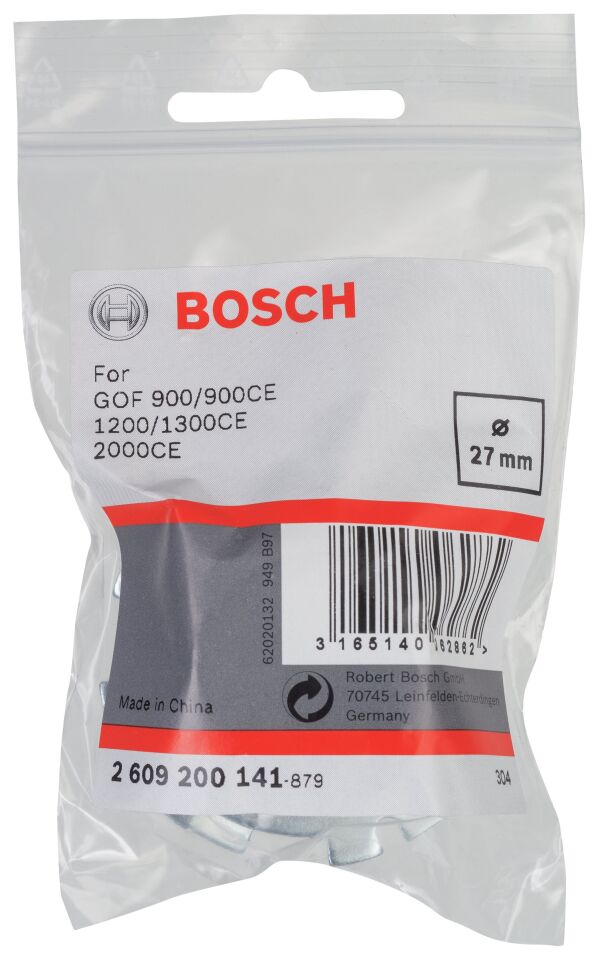 BOSCH
For
GOF 900/900CE
1200/1300CE
2000CE
Ø
27 mm
62020132 949 B97
3 165140 362862 >
Made in China
Robert Bosch GmbH
70745 Leinfelden-Echterdingen
Germany
2 609 200 141-879
304